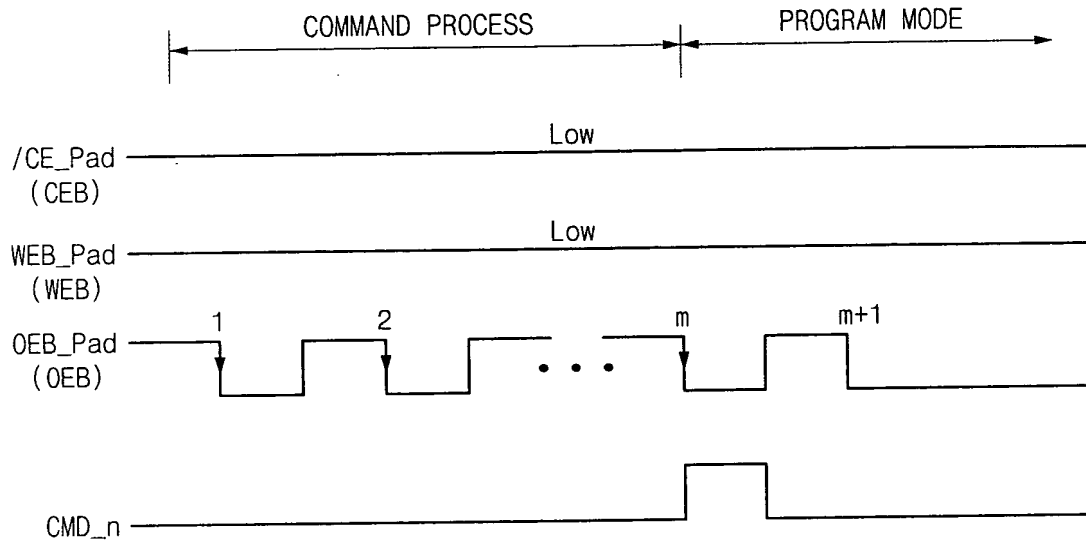 COMMAND PROCESS
PROGRAM MODE
Low
/CE_Pad
(CEB)
Low
WEB_Pad
(WEB)
1
2
m
m+1
OEB_Pad
(OEB)
CMD_n